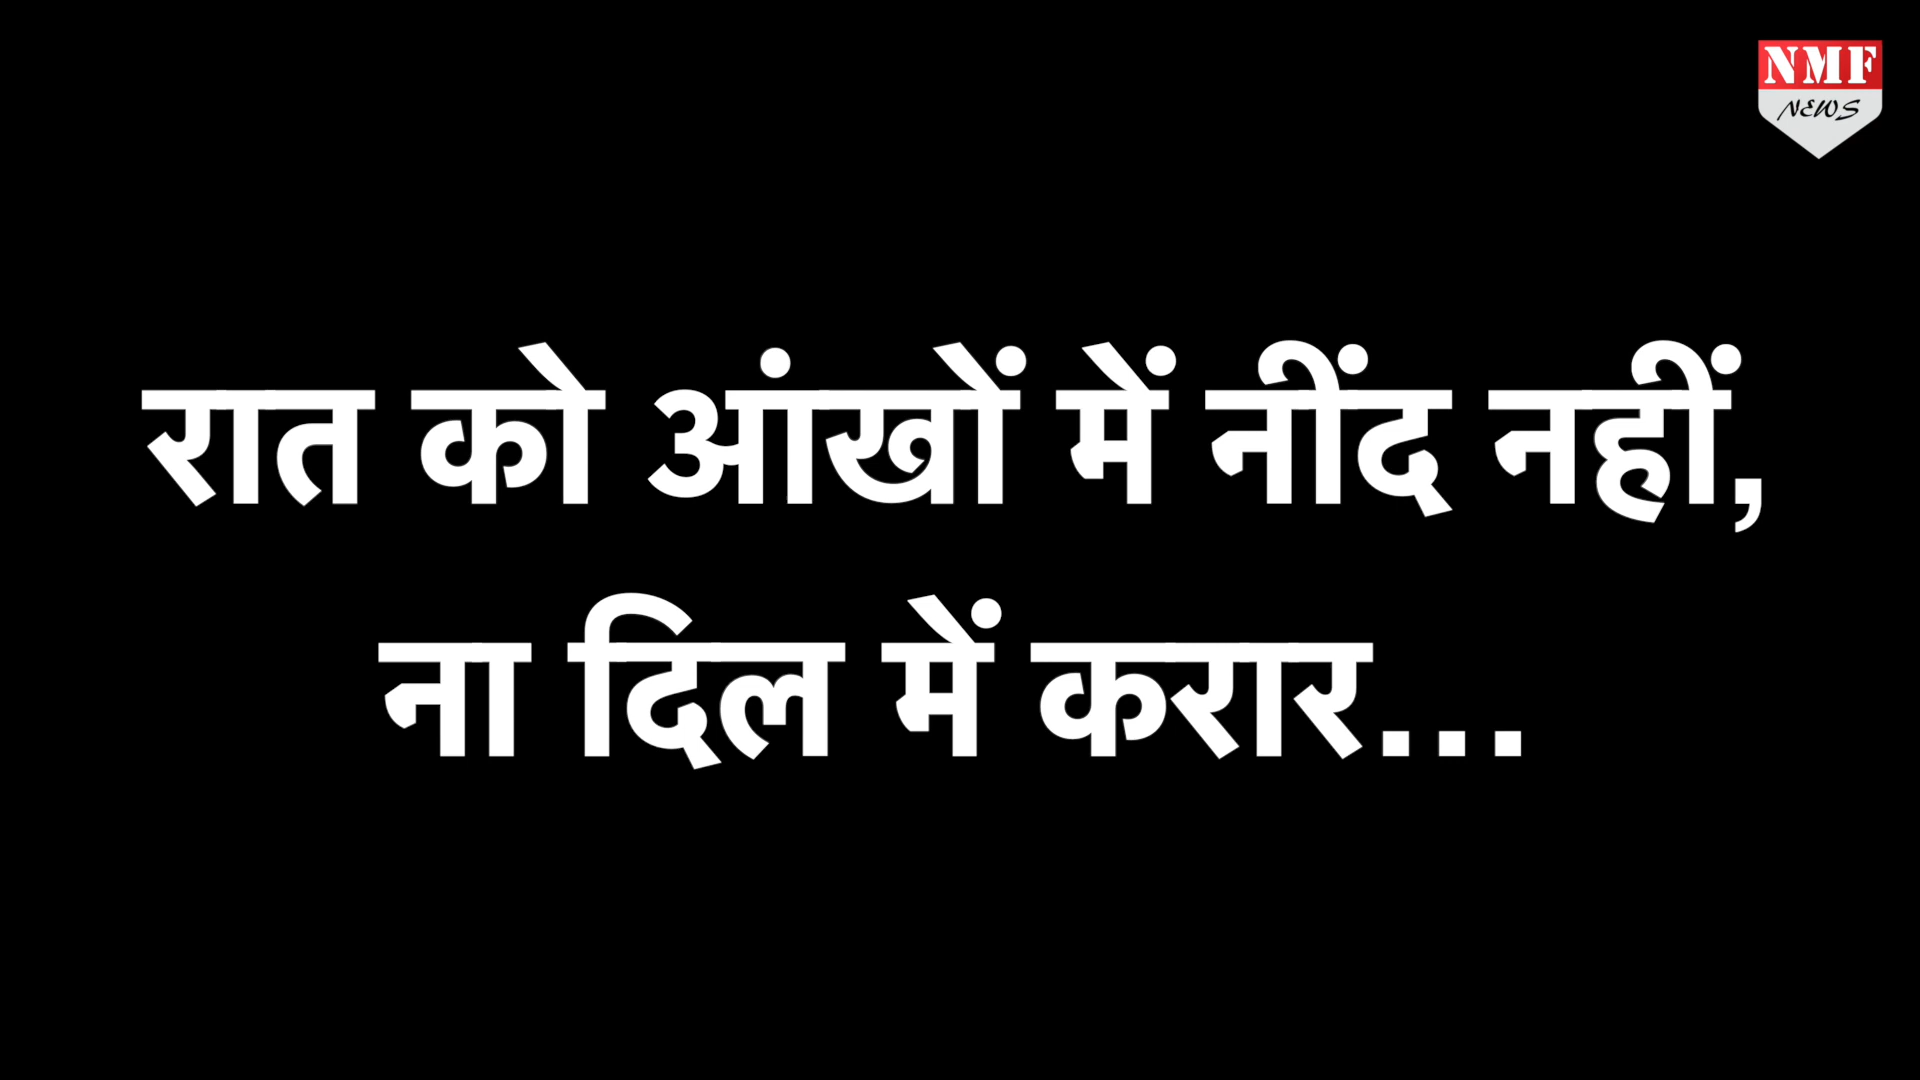 NMF
NEWS
रात को आंखों में नींद नहीं,
ना दिल में करार...